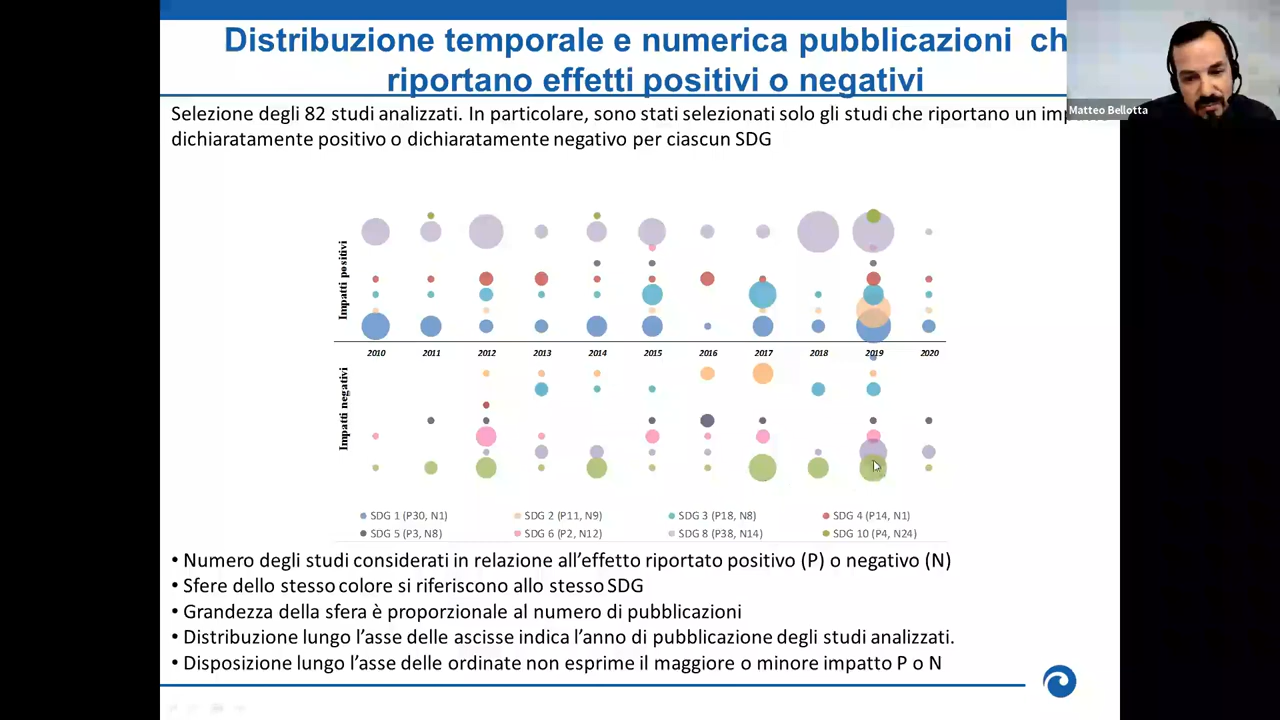 Distribuzione temporale e numerica pubblicazioni ch
riportano effetti positivi o negativi
Matteo Bellotta
Selezione degli 82 studi analizzati. In particolare, sono stati selezionati solo gli studi che riportano un im
dichiaratamente positivo o dichiaratamente negativo per ciascun SDG
Impatti positivi
2010 2011 2012 2013 2014 2015 2016 2017 2018 2019 2020
Impatti negativi
SDG 1 (P30, N1) SDG 2 (P11, N9) SDG 3 (P18, N8) SDG 4 (P14, N1)
SDG 5 (P3, N8) SDG 6 (P2, N12) SDG 8 (P38, N14) SDG 10 (P4, N24)
• Numero degli studi considerati in relazione all’effetto riportato positivo (P) o negativo (N)
• Sfere dello stesso colore si riferiscono allo stesso SDG
• Grandezza della sfera è proporzionale al numero di pubblicazioni
• Distribuzione lungo l’asse delle ascisse indica l’anno di pubblicazione degli studi analizzati.
• Disposizione lungo l’asse delle ordinate non esprime il maggiore o minore impatto P o N